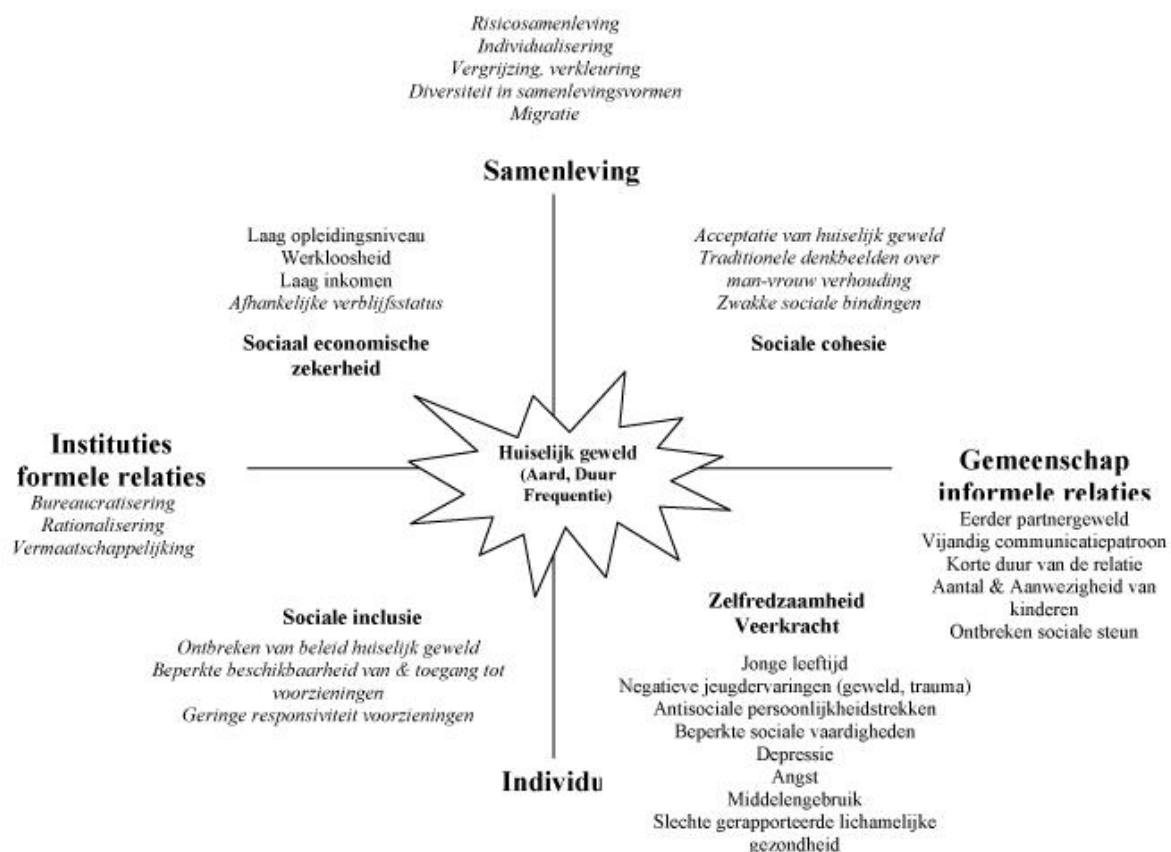 Risicosamenleving
Individualisering
Vergrijzing, verkleuring
Diversiteit in samenlevingsvormen
Migratie
Samenleving
Laag opleidingsniveau
Werkloosheid
Laag inkomen
Afhankelijke verblijfsstatus
Sociaal economische
zekerheid
Acceptatie van huiselijk geweld
Traditionele denkbeelden over
man-vrouw verhouding
Zwakke sociale bindingen
Sociale cohesie
Instituties
formele relaties
Bureaucratisering
Rationalisering
Vermaatschappelijking
Huiselijk geweld
(Aard, Duur
Frequentie)
Gemeenschap
informele relaties
Eerder partnergeweld
Vijandig communicatiepatroon
Korte duur van de relatie
Aantal & Aanwezigheid van
kinderen
Ontbreken sociale steun
Sociale inclusie
Ontbreken van beleid huiselijk geweld
Beperkte beschikbaarheid van & toegang tot
voorzieningen
Geringe responsiviteit voorzieningen
Zelfredzaamheid
Veerkracht
Jonge leeftijd
Negatieve jeugdervaringen (geweld, trauma)
Antisociale persoonlijkheidstrekken
Beperkte sociale vaardigheden
Depressie
Angst
Middelengebruik
Slechte gerapporteerde lichamelijke
gezondheid
Individu